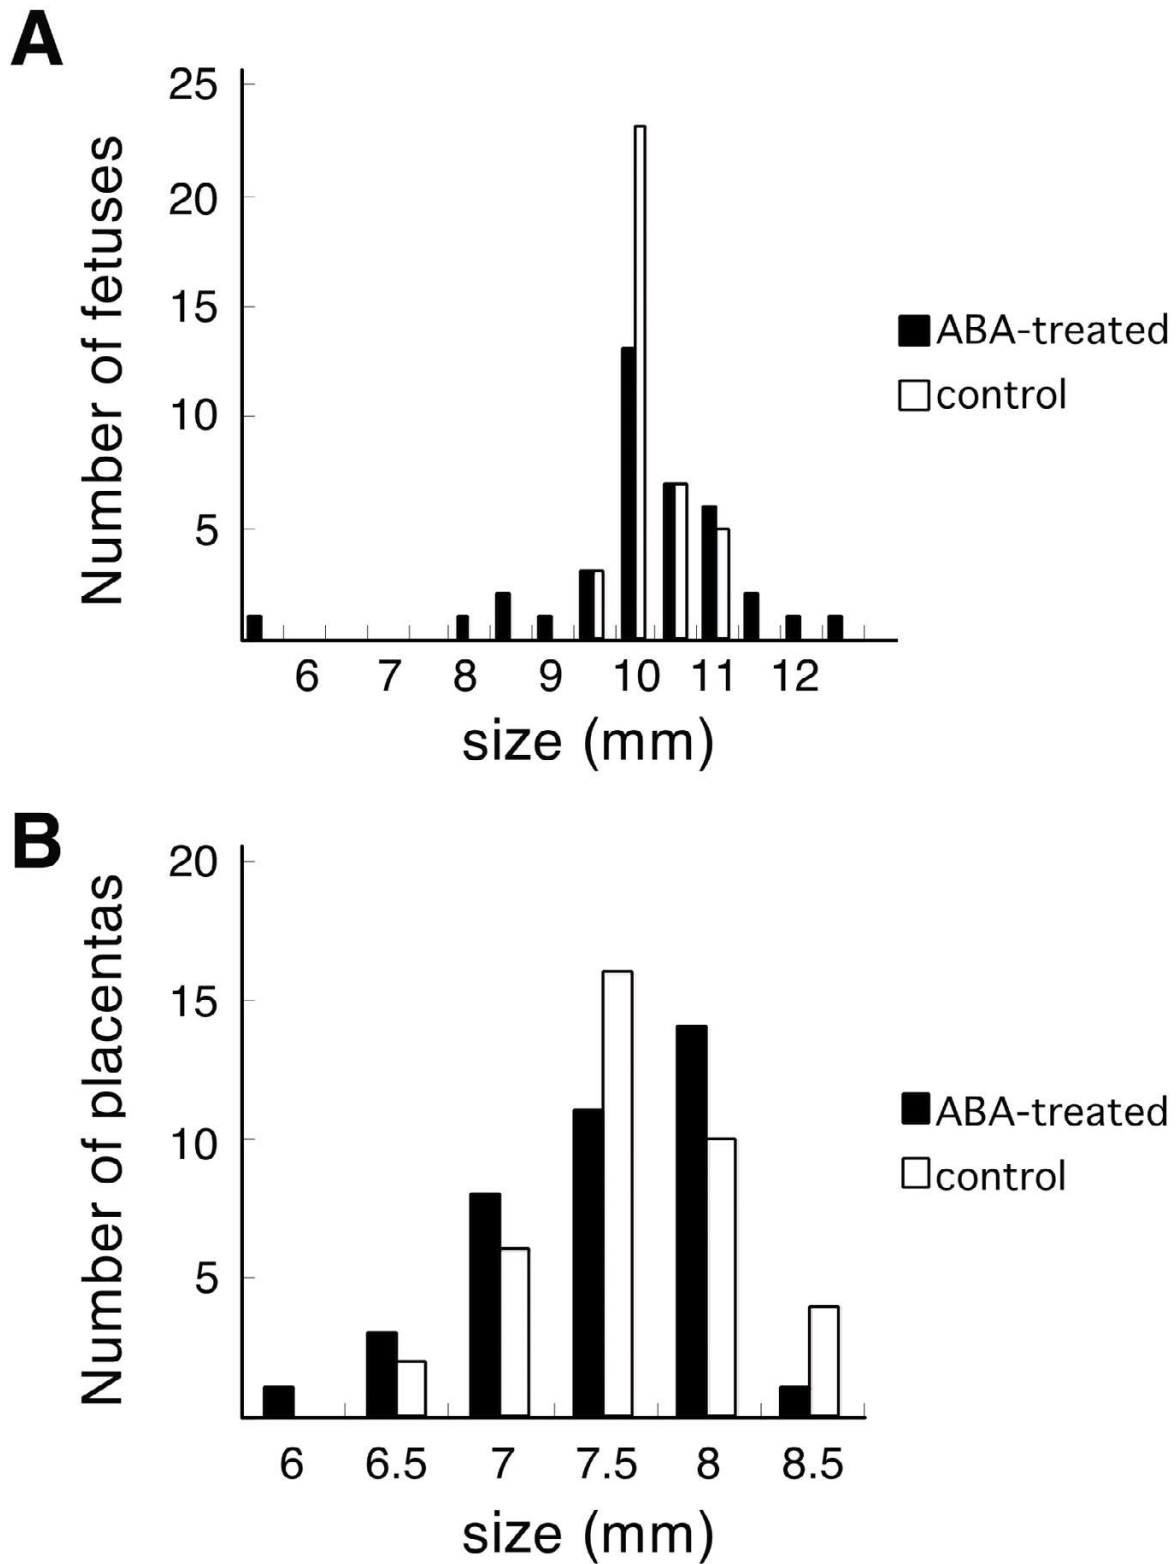 A
Number of fetuses
25
20
15
10
5
6 7 8 9 10 11 12
size (mm)
ABA-treated
control
B
Number of placentas
20
15
10
5
6 6.5 7 7.5 8 8.5
size (mm)
ABA-treated
control